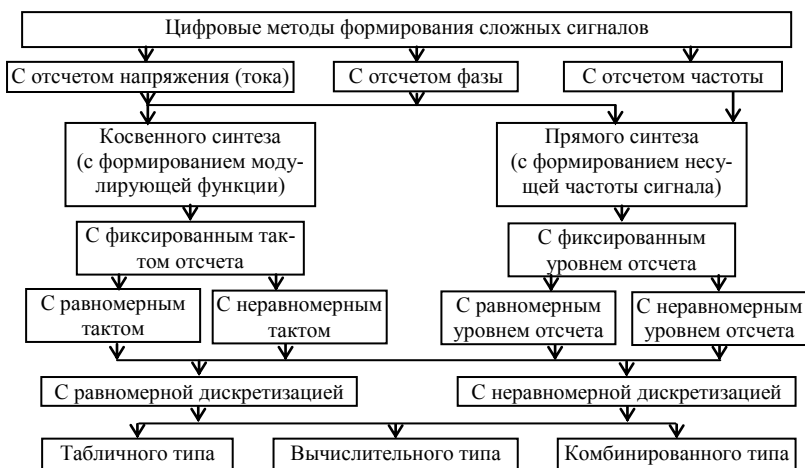 Цифровые методы формирования сложных сигналов
С отсчетом напряжения (тока)
С отсчетом фазы
С отсчетом частоты
Косвенного синтеза
(с формированием моду-
лирующей функции)
Прямого синтеза
(с формированием несу-
щей частоты сигнала)
С фиксированным так-
том отсчета
С фиксированным
уровнем отсчета
С равномерным
тактом
С неравномерным
тактом
С равномерным
уровнем отсчета
С неравномерным
уровнем отсчета
С равномерной дискретизацией
С неравномерной дискретизацией
Табличного типа
Вычислительного типа
Комбинированного типа